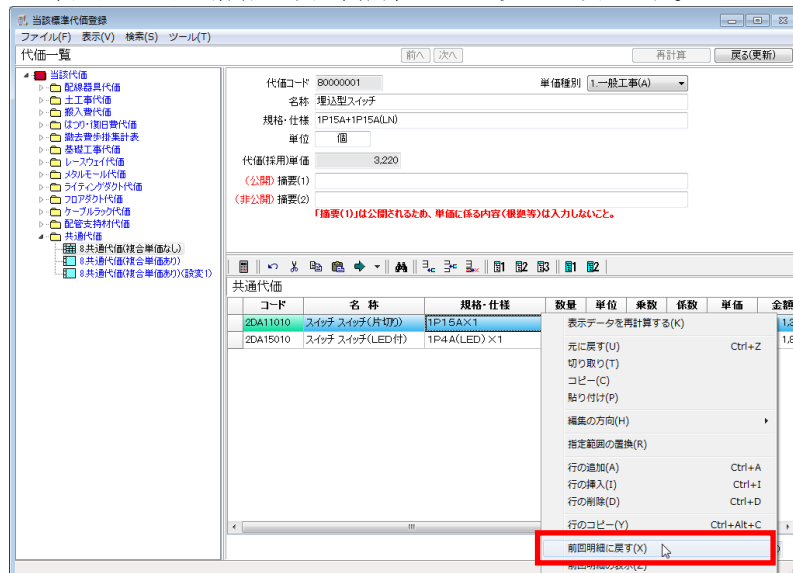 当該標準代価登録
ファイル(F) 表示(V) 検索(S) ツール(T)
代価一覧
前へ 次へ 再計算 戻る(更新)
当該代価
配線器具代価
土工事代価
搬入費代価
はつり・復旧費代価
撤去費歩掛集計表
基礎工事代価
レースウェイ代価
メタルモール代価
ライティングダクト代価
フロアダクト代価
ケーブルラック代価
配管支持材代価
共通代価
8.共通代価(複合単価なし)
8.共通代価(複合単価あり)
8.共通代価(複合単価あり)(設変1)
代価コード 80000001 単価種別 1.一般工事(A)
名称 埋込型スイッチ
規格・仕様 1P15A+1P15A(LN)
単位 個
代価(採用)単価 3,220
(公開) 摘要(1)
(非公開) 摘要(2)
「摘要(1)」は公開されるため、単価に係る内容(根拠等)は入力しないこと。
共通代価
コード 名 称 規格・仕様 数量 単位 乗数 係数 単価 金額
2DA11010 スイッチ スイッチ(片切り) 1P15A×1 1,3
2DA15010 スイッチ スイッチ(LED付) 1P4A(LED)×1 1,8
表示データを再計算する(K)
元に戻す(U) Ctrl+Z
切り取り(T)
コピー(C)
貼り付け(P)
編集の方向(H)
指定範囲の置換(R)
行の追加(A) Ctrl+A
行の挿入(I) Ctrl+I
行の削除(D) Ctrl+D
行のコピー(Y) Ctrl+Alt+C
前回明細に戻す(X)
前回明細の表示(Z)